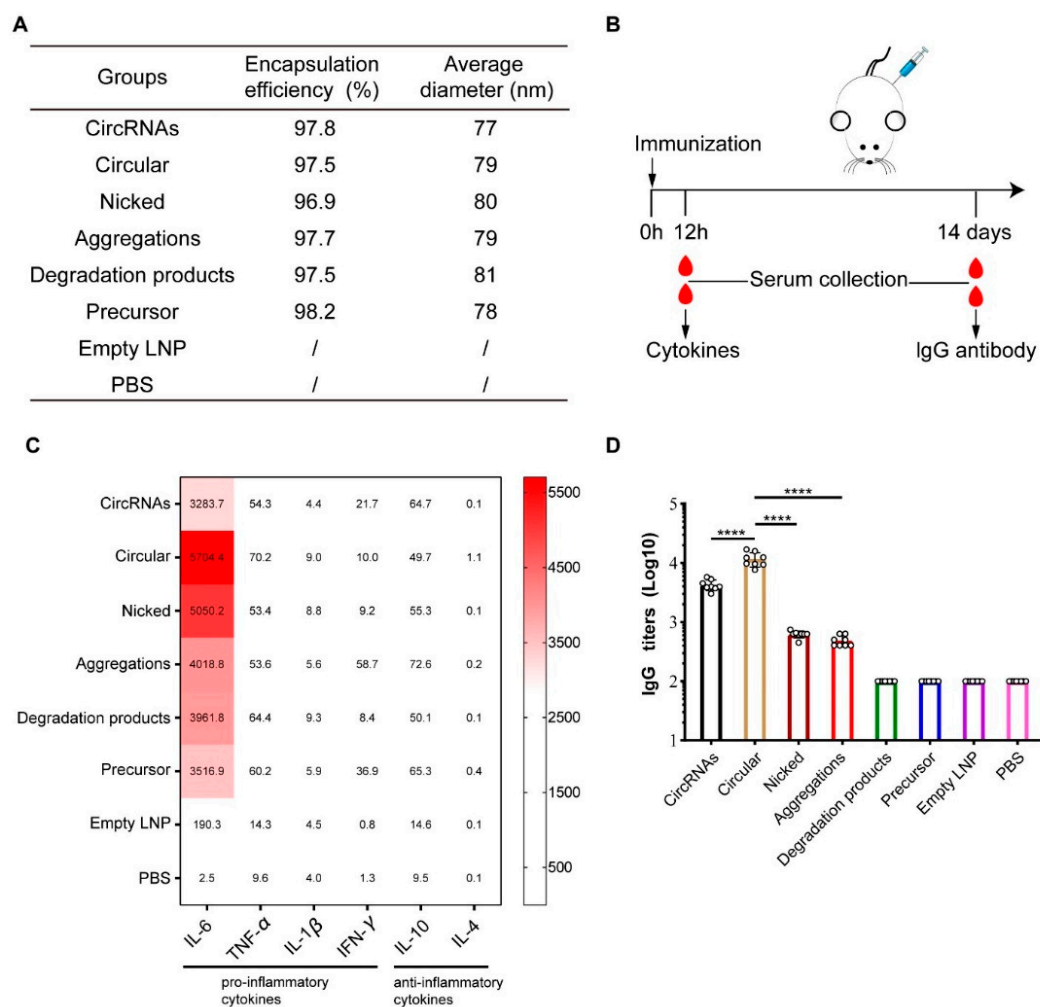 A
Groups Encapsulation efficiency (%) Average diameter (nm)
CircRNAs 97.8 77
Circular 97.5 79
Nicked 96.9 80
Aggregations 97.7 79
Degradation products 97.5 81
Precursor 98.2 78
Empty LNP / /
PBS / /
B
Immunization
0h 12h 14 days
Serum collection
Cytokines IgG antibody
C
CircRNAs 3283.7 54.3 4.4 21.7 64.7 0.1
Circular 5704.4 70.2 9.0 10.0 49.7 1.1
Nicked 5050.2 53.4 8.8 9.2 55.3 0.1
Aggregations 4018.8 53.6 5.6 58.7 72.6 0.2
Degradation products 3961.8 64.4 9.3 8.4 50.1 0.1
Precursor 3516.9 60.2 5.9 36.9 65.3 0.4
Empty LNP 190.3 14.3 4.5 0.8 14.6 0.1
PBS 2.5 9.6 4.0 1.3 9.5 0.1
IL-6 TNF-α IL-1β IFN-γ IL-10 IL-4
pro-inflammatory
cytokines
anti-inflammatory
cytokines
5500
4500
3500
2500
1500
500
D
IgG titers (Log10)
5
4
3
2
1
****
**** ****
CircRNAs
Circular
Nicked
Aggregations
Degradation products
Precursor
Empty LNP
PBS